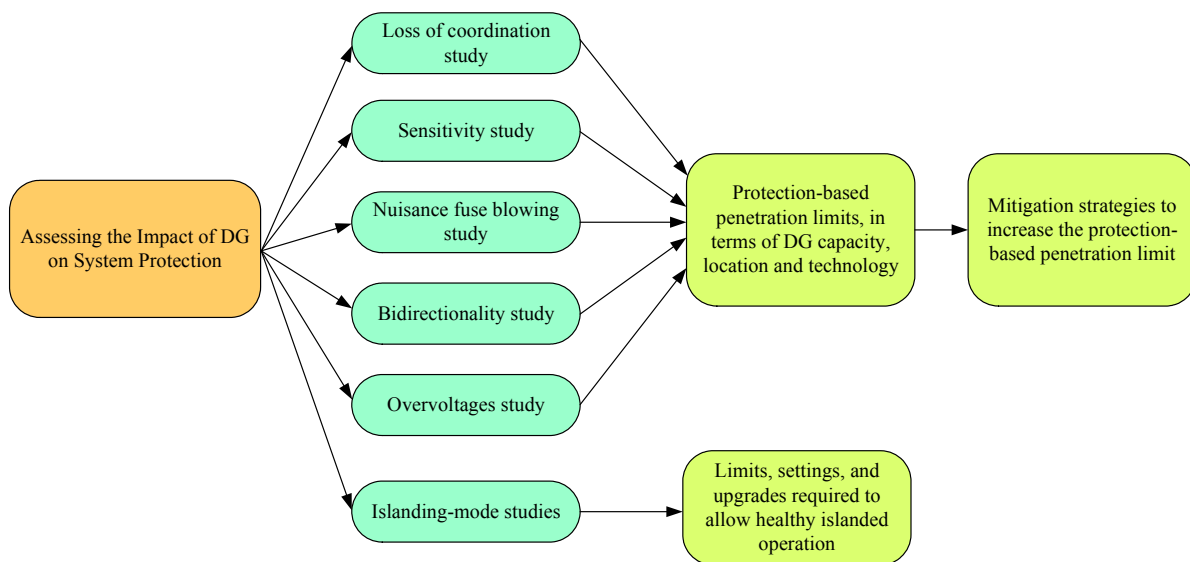 Loss of coordination
study
Sensitivity study
Nuisance fuse blowing
study
Bidirectionality study
Overvoltages study
Islanding-mode studies
Assessing the Impact of DG
on System Protection
Protection-based
penetration limits, in
terms of DG capacity,
location and technology
Mitigation strategies to
increase the protection-
based penetration limit
Limits, settings, and
upgrades required to
allow healthy islanded
operation